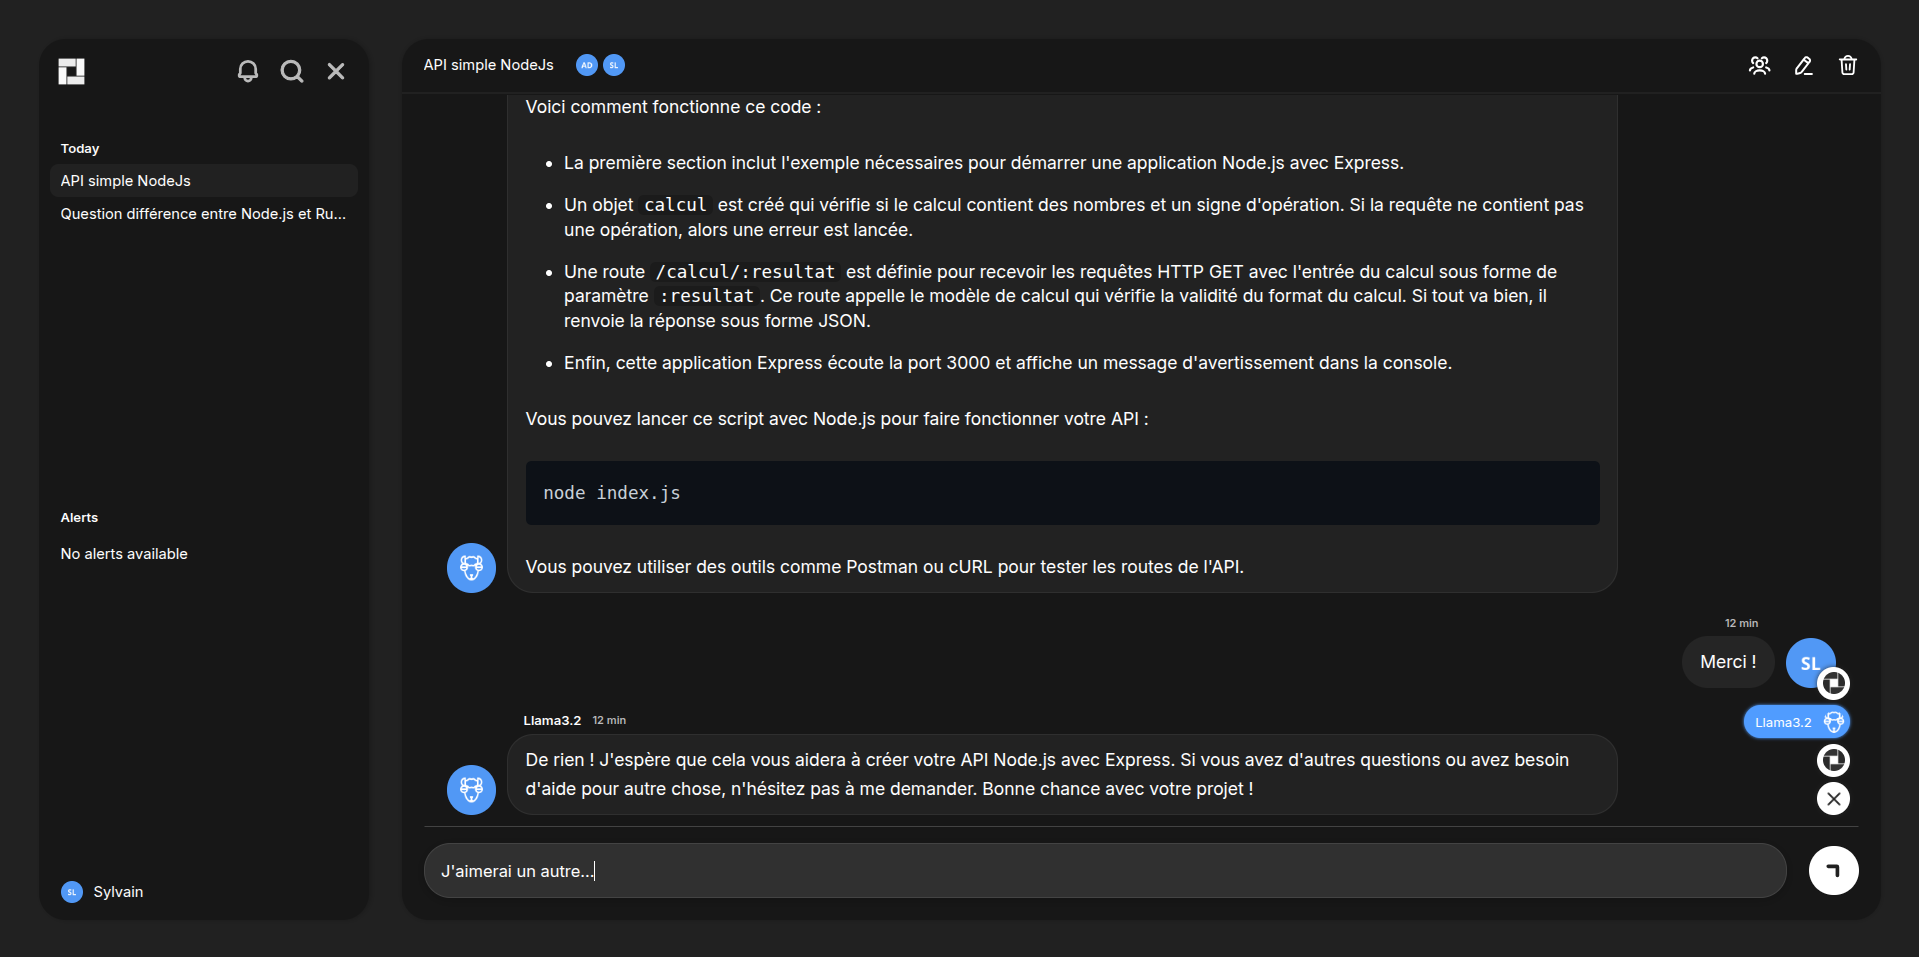 Today
API simple NodeJs
Question différence entre Node.js et Ru...
Alerts
No alerts available
SL Sylvain
API simple NodeJs AD SL
Voici comment fonctionne ce code :
La première section inclut l'exemple nécessaires pour démarrer une application Node.js avec Express.
Un objet calcul est créé qui vérifie si le calcul contient des nombres et un signe d'opération. Si la requête ne contient pas
une opération, alors une erreur est lancée.
Une route /calcul/:resultat est définie pour recevoir les requêtes HTTP GET avec l'entrée du calcul sous forme de
paramètre :resultat. Ce route appelle le modèle de calcul qui vérifie la validité du format du calcul. Si tout va bien, il
renvoie la réponse sous forme JSON.
Enfin, cette application Express écoute la port 3000 et affiche un message d'avertissement dans la console.
Vous pouvez lancer ce script avec Node.js pour faire fonctionner votre API :
node index.js
Vous pouvez utiliser des outils comme Postman ou cURL pour tester les routes de l'API.
12 min
Merci ! SL
Llama3.2 12 min
Llama3.2
De rien ! J'espère que cela vous aidera à créer votre API Node.js avec Express. Si vous avez d'autres questions ou avez besoin
d'aide pour autre chose, n'hésitez pas à me demander. Bonne chance avec votre projet !
J'aimerai un autre...